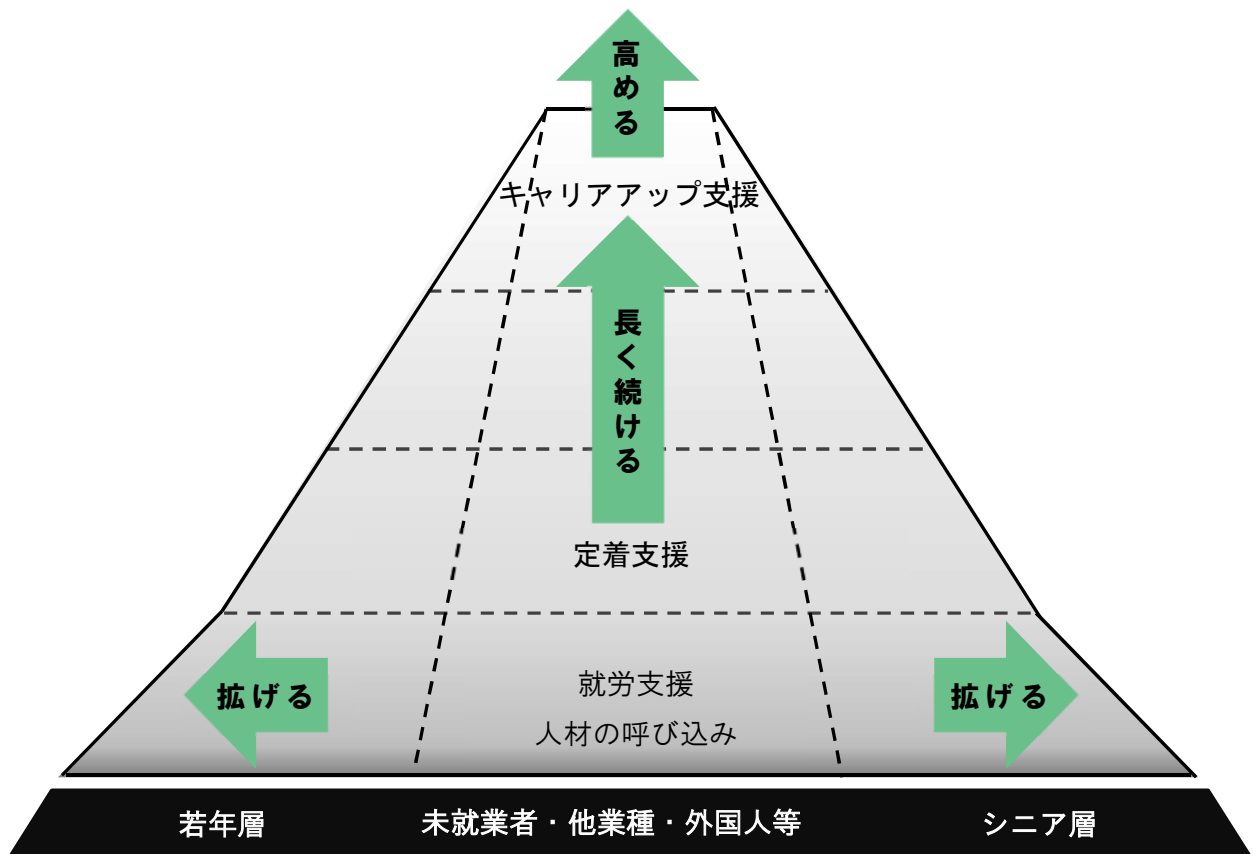 高める
キャリアアップ支援
長く続ける
定着支援
拡げる
就労支援
人材の呼び込み
拡げる
若年層
未就業者・他業種・外国人等
シニア層